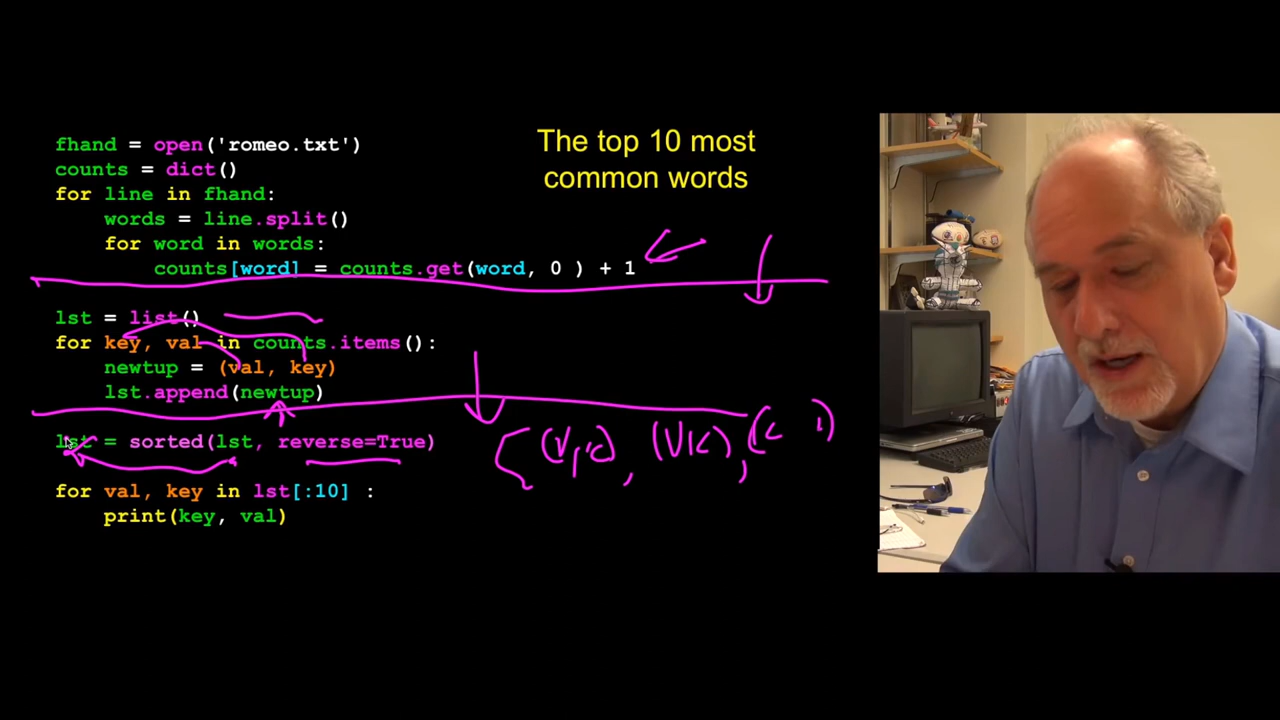 The top 10 most
common words
fhand = open('romeo.txt')
counts = dict()
for line in fhand:
    words = line.split()
    for word in words:
        counts[word] = counts.get(word, 0 ) + 1
lst = list()
for key, val in counts.items():
    newtup = (val, key)
    lst.append(newtup)
lst = sorted(lst, reverse=True)
for val, key in lst[:10] :
    print(key, val)